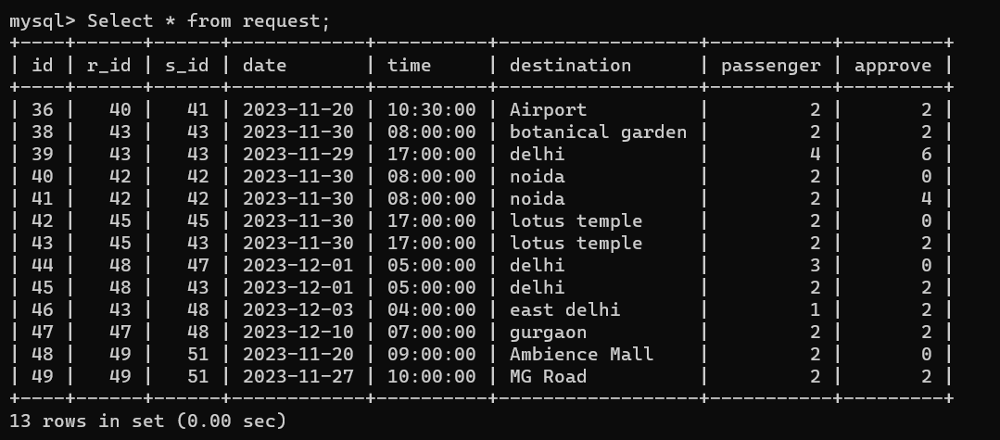 mysql> Select * from request;
+----+------+------+------------+----------+------------------+-----------+---------+
| id | r_id | s_id | date       | time     | destination      | passenger | approve |
+----+------+------+------------+----------+------------------+-----------+---------+
| 36 |   40 |   41 | 2023-11-20 | 10:30:00 | Airport          |         2 |       2 |
| 38 |   43 |   43 | 2023-11-30 | 08:00:00 | botanical garden |         2 |       2 |
| 39 |   43 |   43 | 2023-11-29 | 17:00:00 | delhi            |         4 |       6 |
| 40 |   42 |   42 | 2023-11-30 | 08:00:00 | noida            |         2 |       0 |
| 41 |   42 |   42 | 2023-11-30 | 08:00:00 | noida            |         2 |       4 |
| 42 |   45 |   45 | 2023-11-30 | 17:00:00 | lotus temple     |         2 |       0 |
| 43 |   45 |   43 | 2023-11-30 | 17:00:00 | lotus temple     |         2 |       2 |
| 44 |   48 |   47 | 2023-12-01 | 05:00:00 | delhi            |         3 |       0 |
| 45 |   48 |   43 | 2023-12-01 | 05:00:00 | delhi            |         2 |       2 |
| 46 |   43 |   48 | 2023-12-03 | 04:00:00 | east delhi       |         1 |       2 |
| 47 |   47 |   48 | 2023-12-10 | 07:00:00 | gurgaon          |         2 |       2 |
| 48 |   49 |   51 | 2023-11-20 | 09:00:00 | Ambience Mall    |         2 |       0 |
| 49 |   49 |   51 | 2023-11-27 | 10:00:00 | MG Road          |         2 |       2 |
+----+------+------+------------+----------+------------------+-----------+---------+
13 rows in set (0.00 sec)